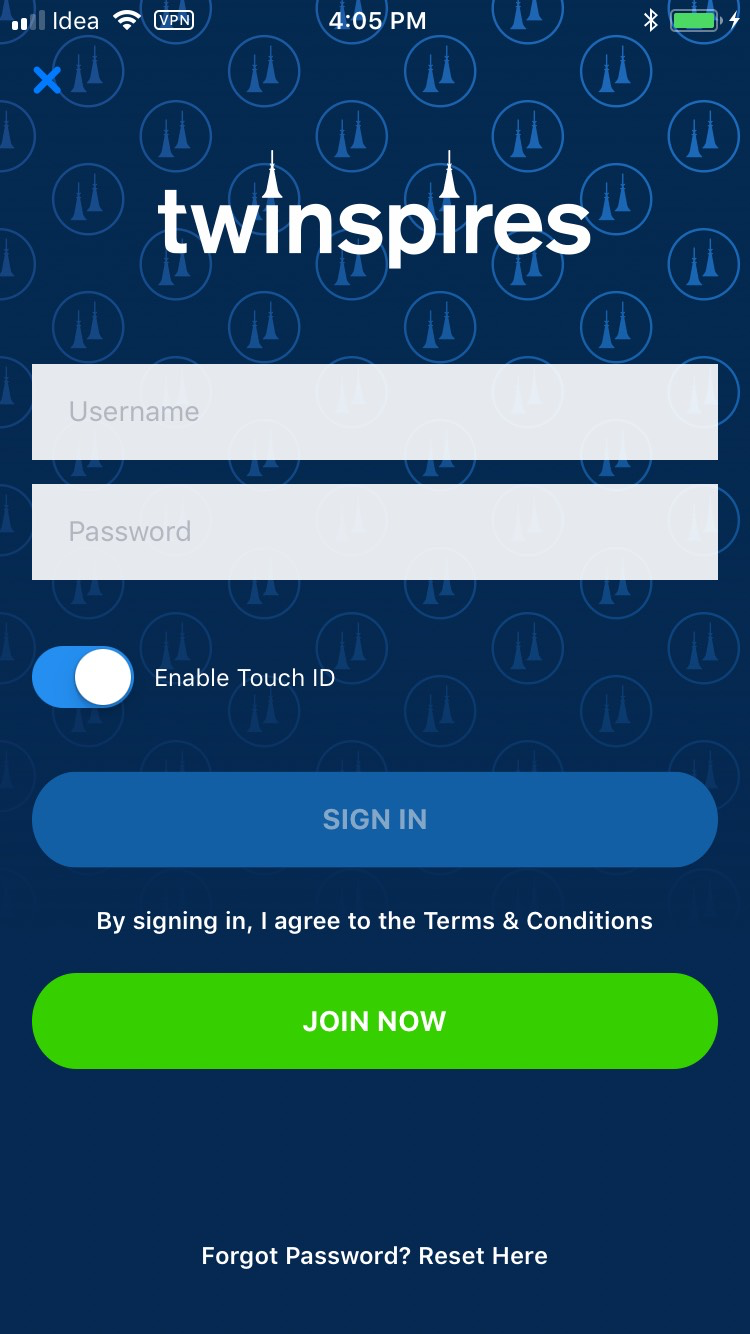 Idea VPN 4:05 PM
twinspires
Username
Password
Enable Touch ID
SIGN IN
By signing in, I agree to the Terms & Conditions
JOIN NOW
Forgot Password? Reset Here